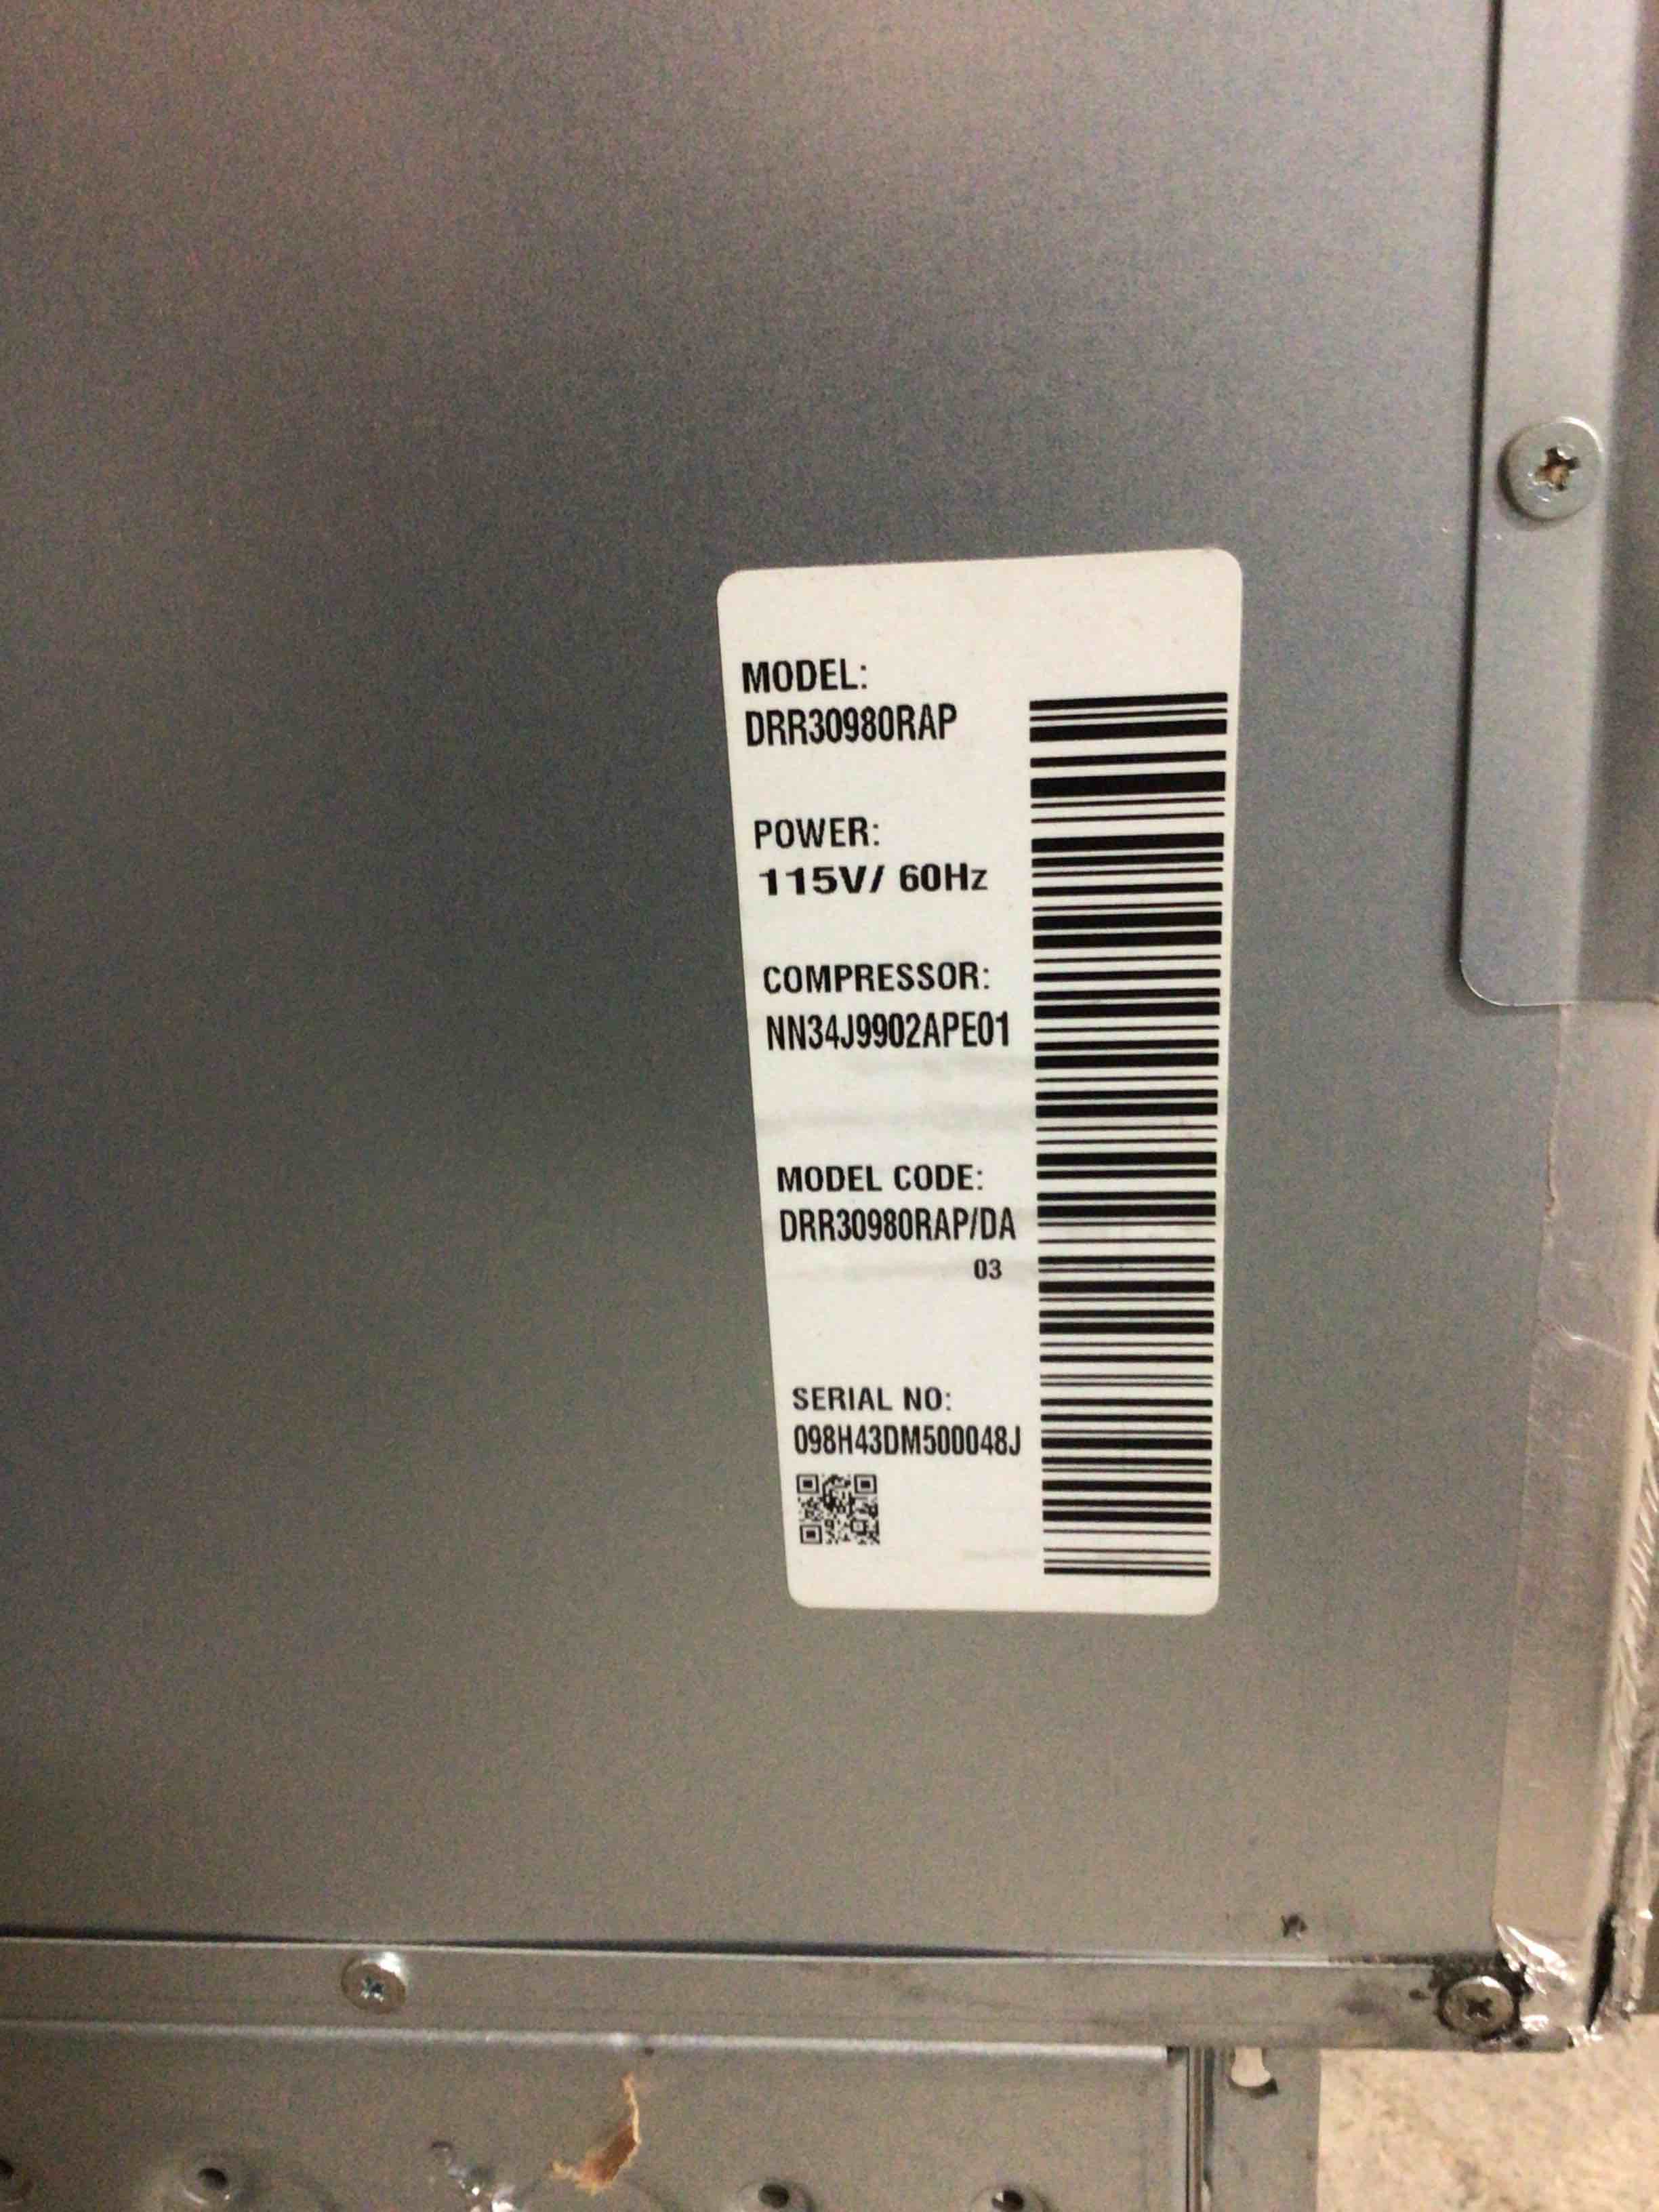 MODEL:
DRR30980RAP
POWER:
115V/ 60Hz
COMPRESSOR:
NN34J9902APE01
MODEL CODE:
DRR30980RAP/DA
03
SERIAL NO:
098H43DM500048J